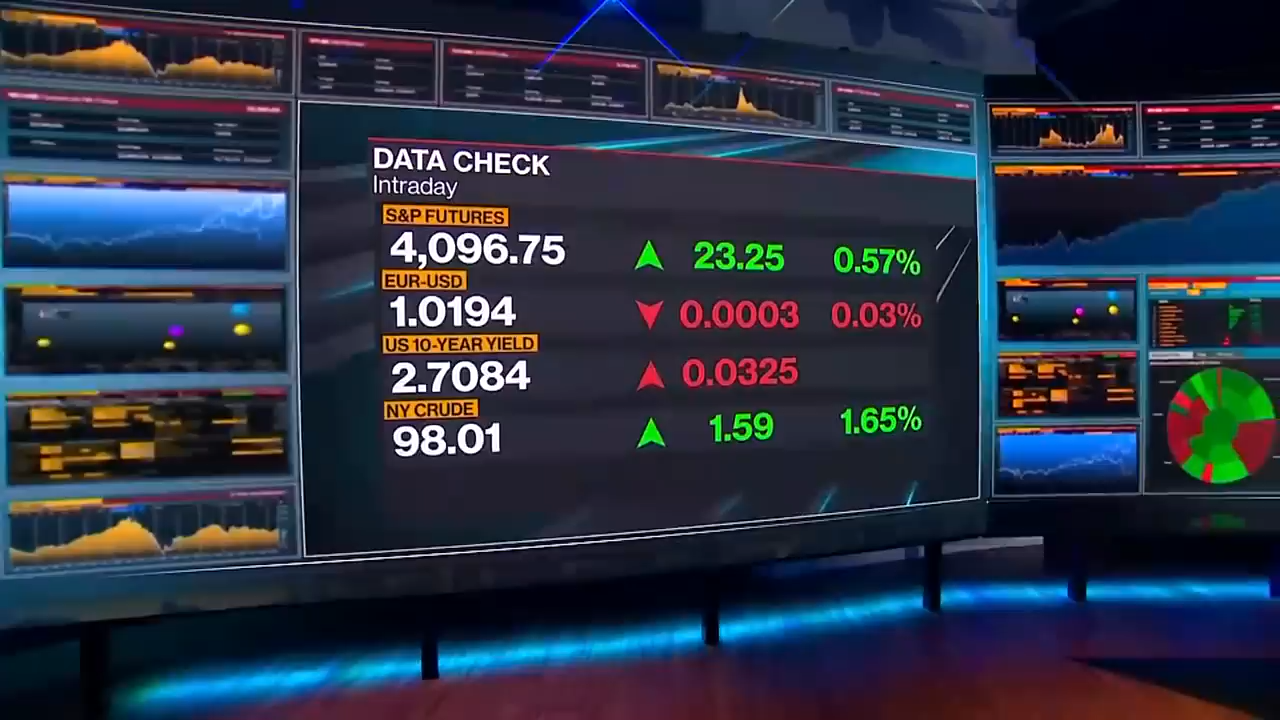 DATA CHECK
Intraday
S&P FUTURES
4,096.75 ▲ 23.25 0.57%
EUR-USD
1.0194 ▼ 0.0003 0.03%
US 10-YEAR YIELD
2.7084 ▲ 0.0325
NY CRUDE
98.01 ▲ 1.59 1.65%